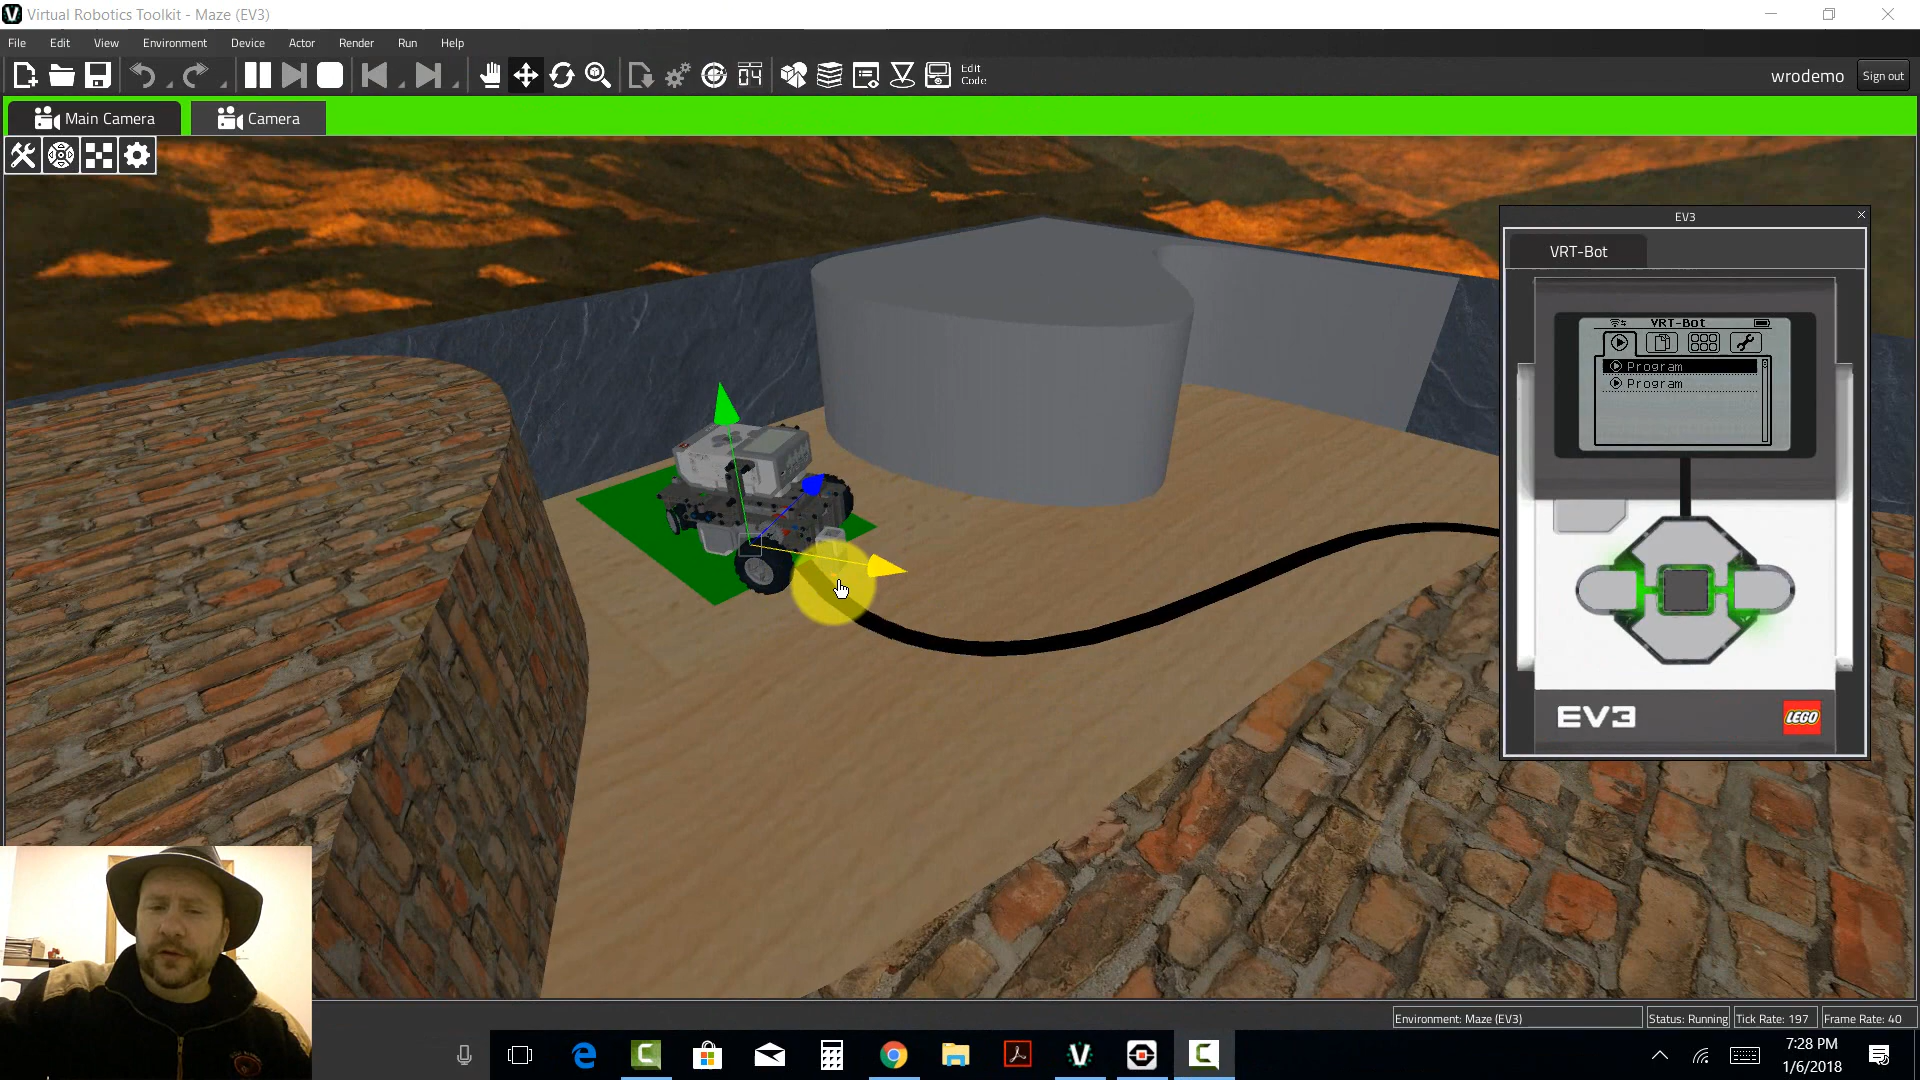 Virtual Robotics Toolkit - Maze (EV3)
File Edit View Environment Device Actor Render Run Help
04
Edit
Code
wrodemo
Sign out
Main Camera
Camera
EV3
VRT-Bot
VRT-Bot
Program
Program
EV3
LEGO
Environment: Maze (EV3)
Status: Running
Tick Rate: 197
Frame Rate: 40
7:28 PM
1/6/2018